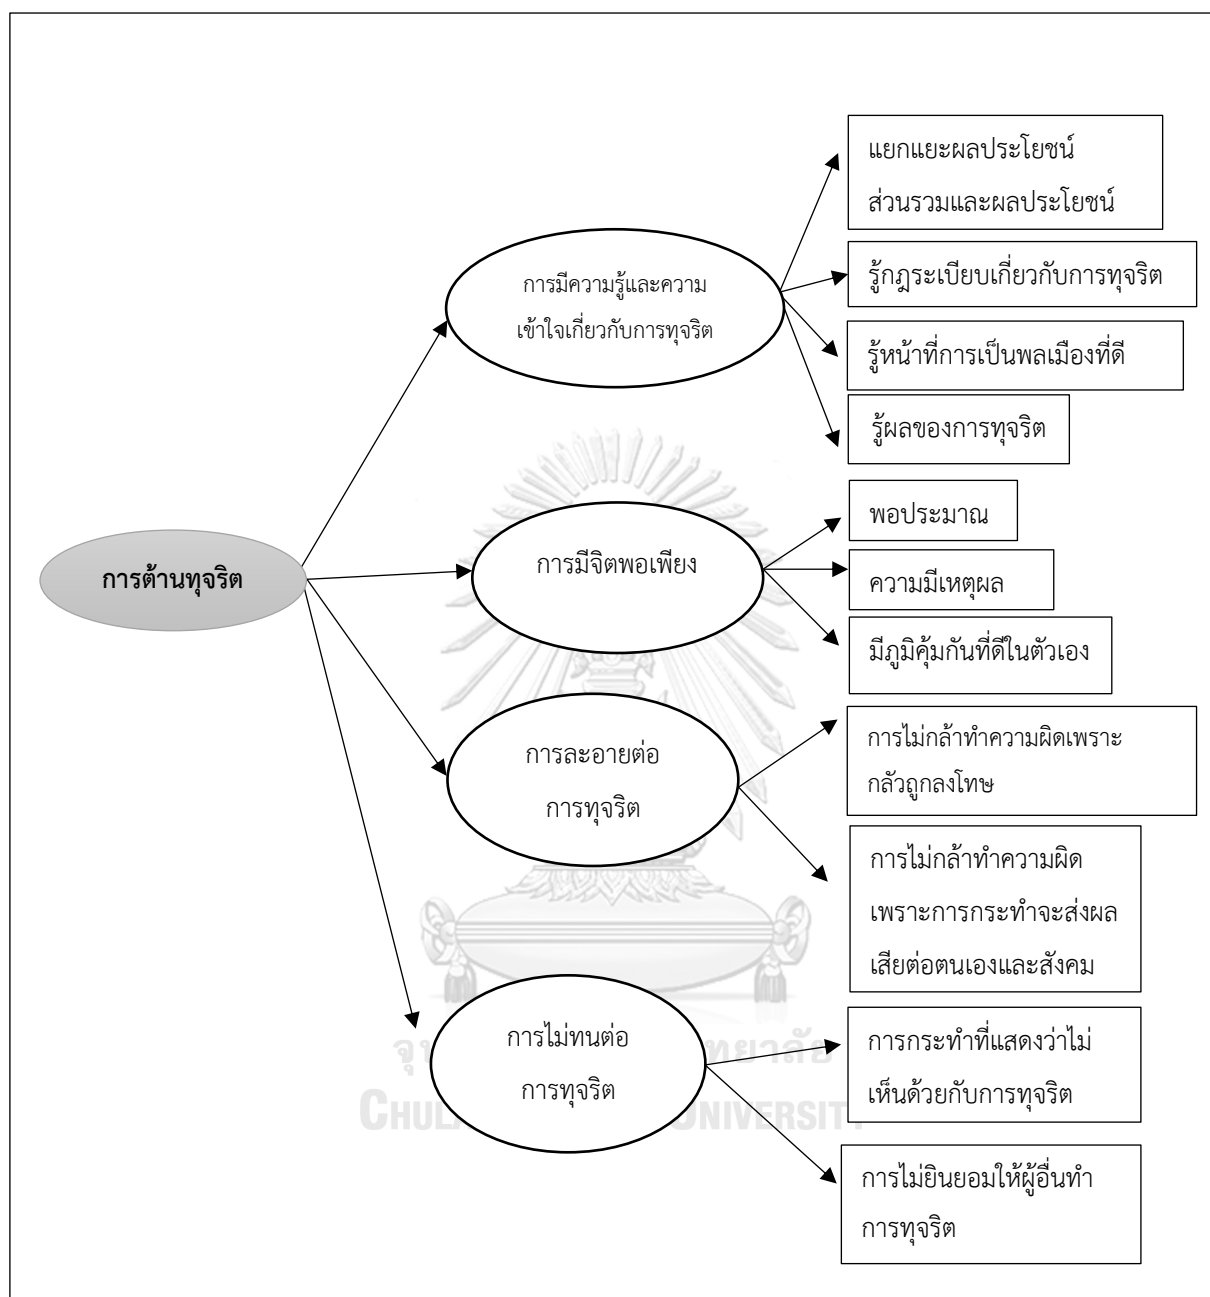 แยกแยะผลประโยชน์
ส่วนรวมและผลประโยชน์
การมีความรู้และความ
เข้าใจเกี่ยวกับการทุจริต
รู้กฎระเบียบเกี่ยวกับการทุจริต
รู้หน้าที่การเป็นพลเมืองที่ดี
รู้ผลของการทุจริต
การต้านทุจริต
การมีจิตพอเพียง
พอประมาณ
ความมีเหตุผล
มีภูมิคุ้มกันที่ดีในตัวเอง
การละอายต่อ
การทุจริต
การไม่กล้าทำความผิดเพราะ
กลัวถูกลงโทษ
การไม่กล้าทำความผิด
เพราะการกระทำจะส่งผล
เสียต่อตนเองและสังคม
การไม่ทนต่อ
การทุจริต
การกระทำที่แสดงว่าไม่
เห็นด้วยกับการทุจริต
การไม่ยินยอมให้ผู้อื่นทำ
การทุจริต
UNIVERSITY